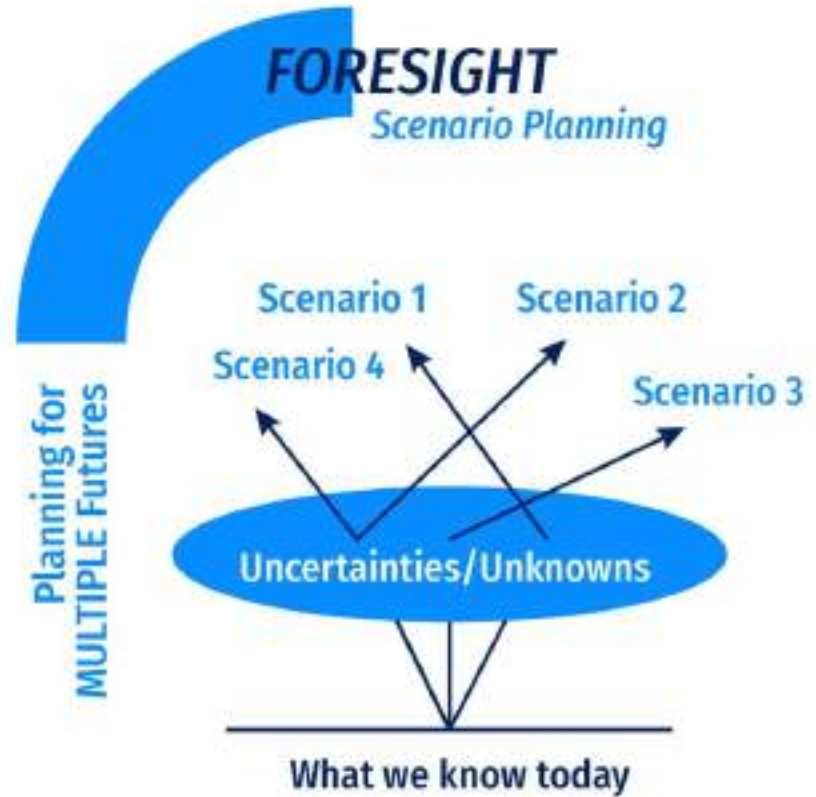 FORESIGHT
Scenario Planning
Scenario 1
Scenario 2
Scenario 4
Scenario 3
Planning for
MULTIPLE Futures
Uncertainties/Unknowns
What we know today